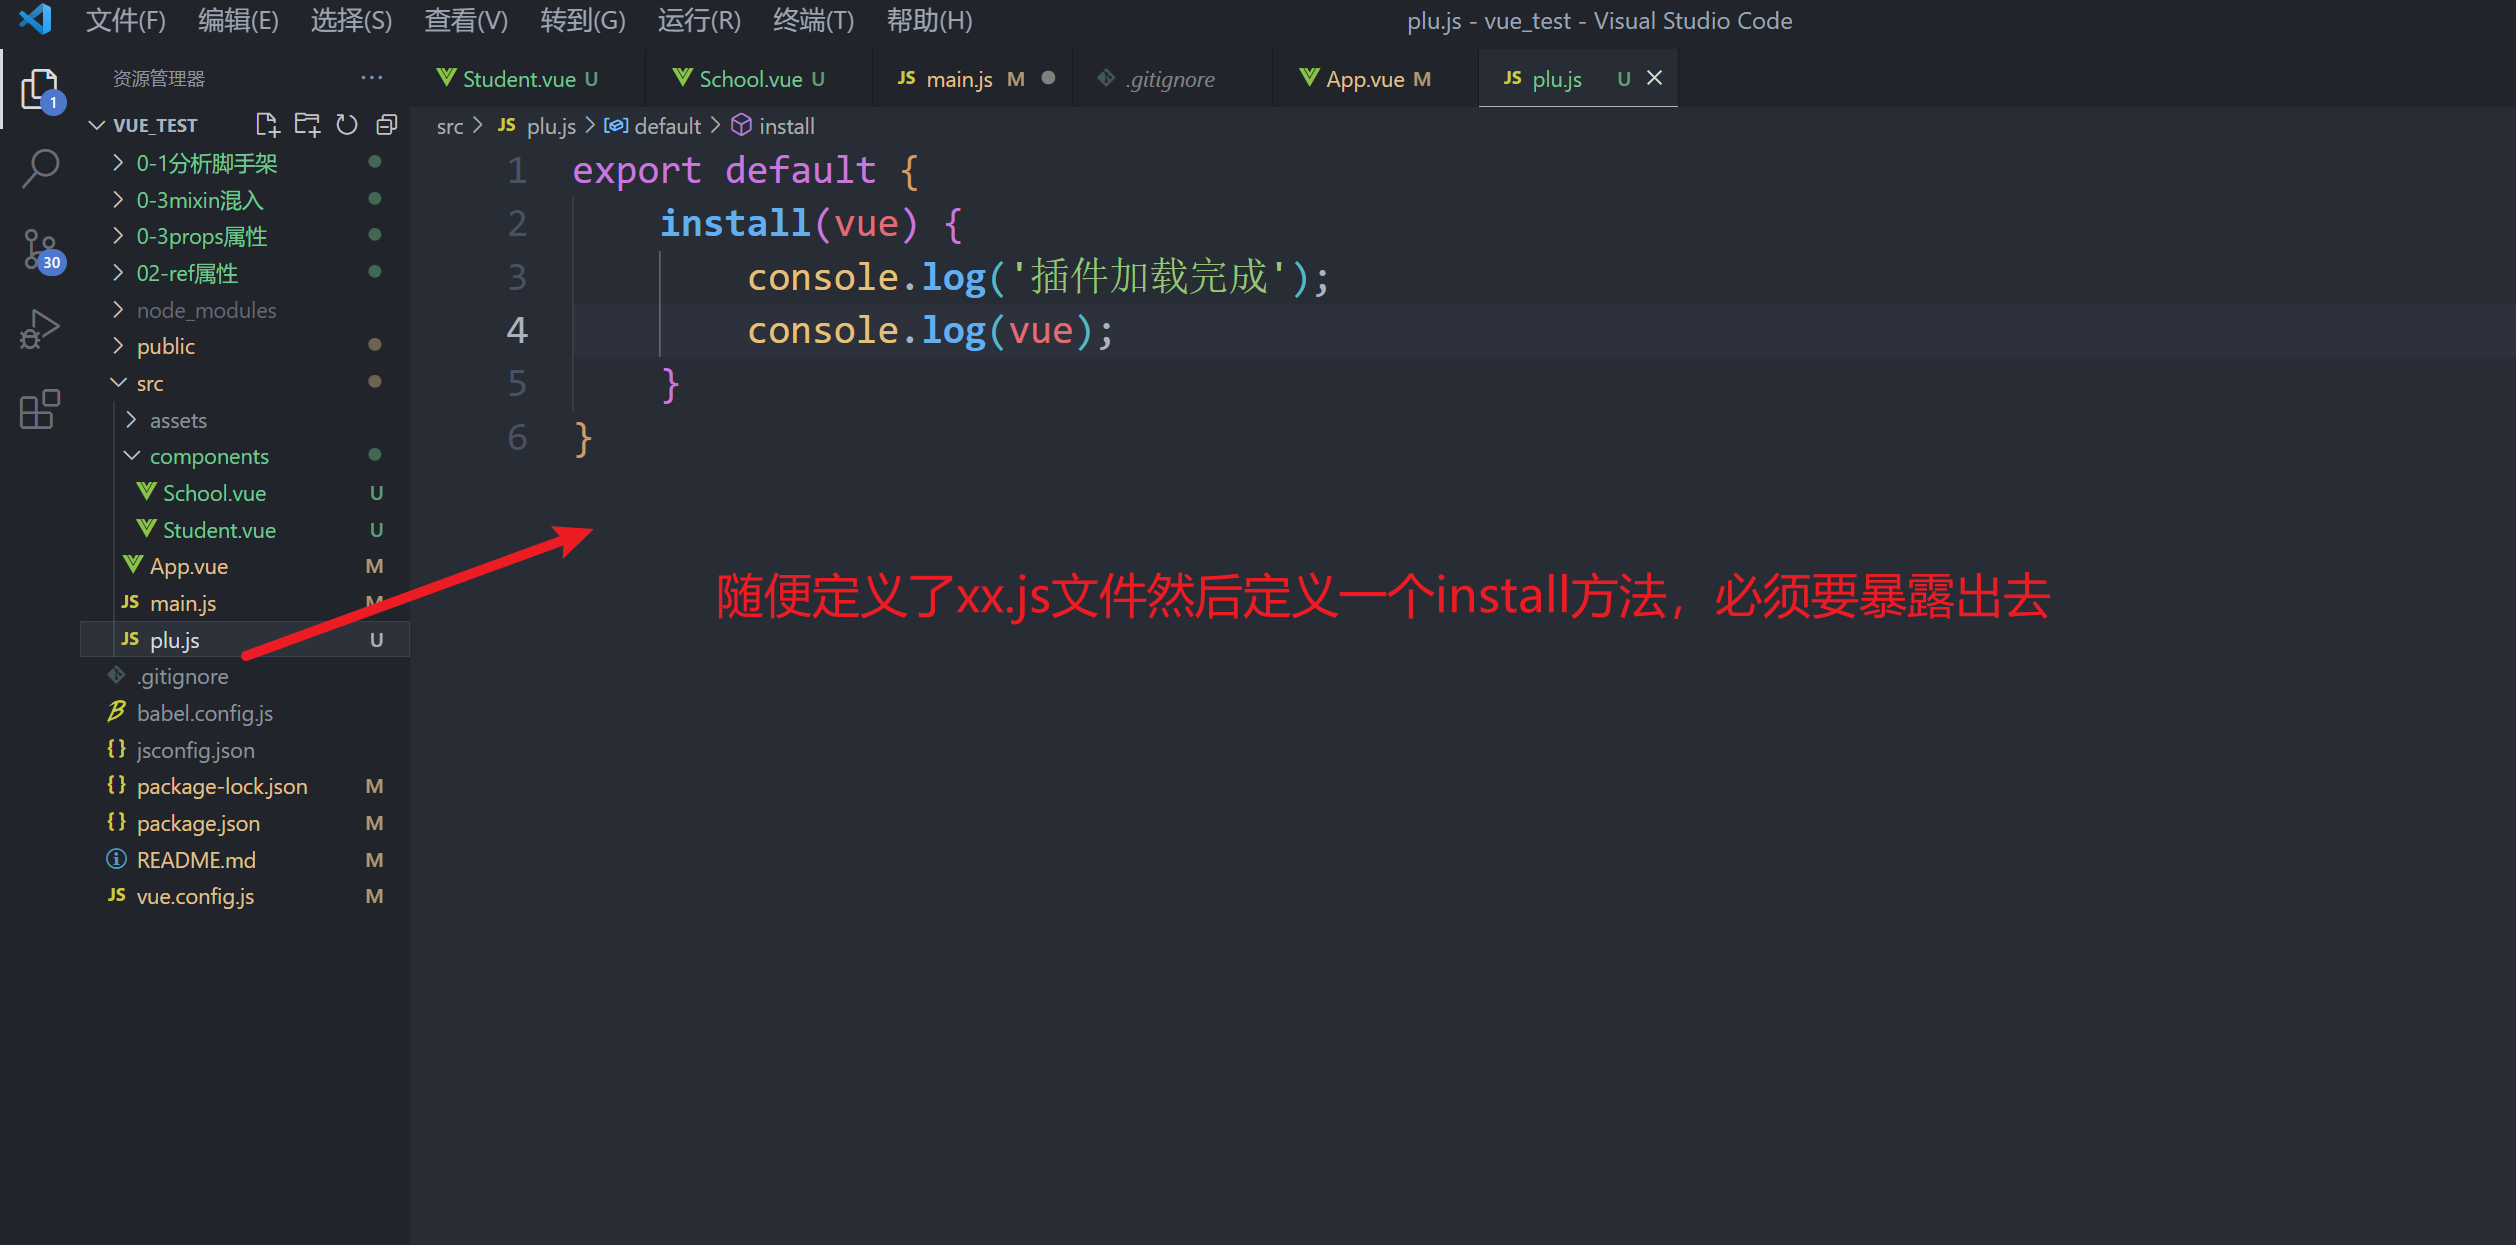 文件(F) 编辑(E) 选择(S) 查看(V) 转到(G) 运行(R) 终端(T) 帮助(H) plu.js - vue_test - Visual Studio Code
资源管理器 ···
Student.vue U School.vue U JS main.js M .gitignore App.vue M JS plu.js U
1
VUE_TEST
src > JS plu.js > default > install
0-1分析脚手架
0-3mixin混入
0-3props属性
02-ref属性
30
node_modules
public
src
assets
components
School.vue U
Student.vue U
App.vue M
JS main.js M
JS plu.js U
.gitignore
babel.config.js
{} jsconfig.json
{} package-lock.json M
{} package.json M
README.md M
JS vue.config.js M
1 export default {
2 install(vue) {
3 console.log('插件加载完成');
4 console.log(vue);
5 }
6 }
随便定义了xx.js文件然后定义一个install方法，必须要暴露出去